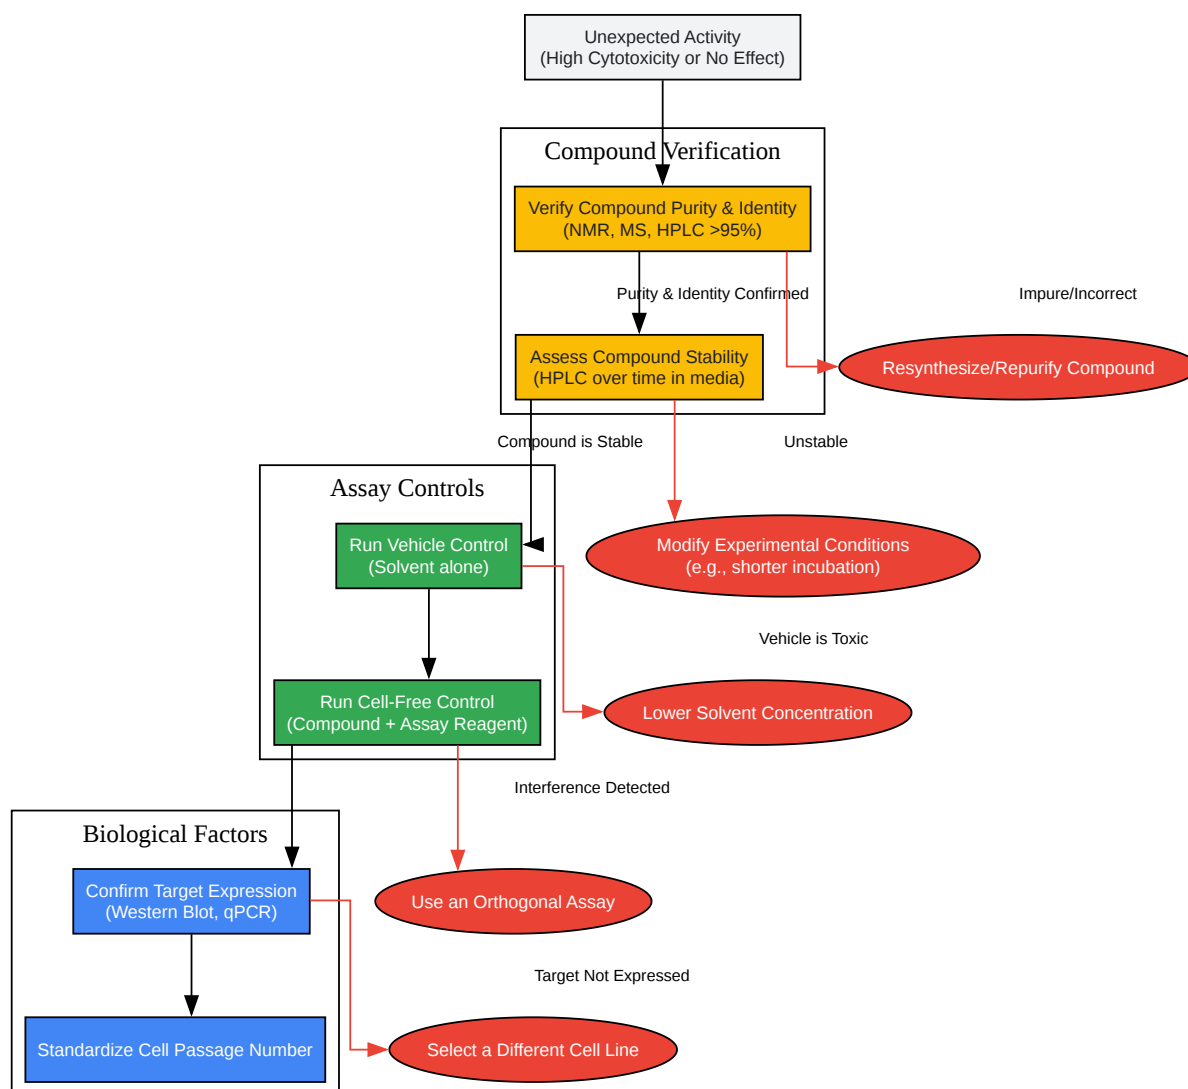 Unexpected Activity
(High Cytotoxicity or No Effect)
Compound Verification
Verify Compound Purity & Identity
(NMR, MS, HPLC >95%)
Purity & Identity Confirmed
Impure/Incorrect
Assess Compound Stability
(HPLC over time in media)
Resynthesize/Repurify Compound
Compound is Stable
Unstable
Assay Controls
Run Vehicle Control
(Solvent alone)
Modify Experimental Conditions
(e.g., shorter incubation)
Vehicle is Toxic
Run Cell-Free Control
(Compound + Assay Reagent)
Lower Solvent Concentration
Interference Detected
Biological Factors
Confirm Target Expression
(Western Blot, qPCR)
Use an Orthogonal Assay
Target Not Expressed
Standardize Cell Passage Number
Select a Different Cell Line